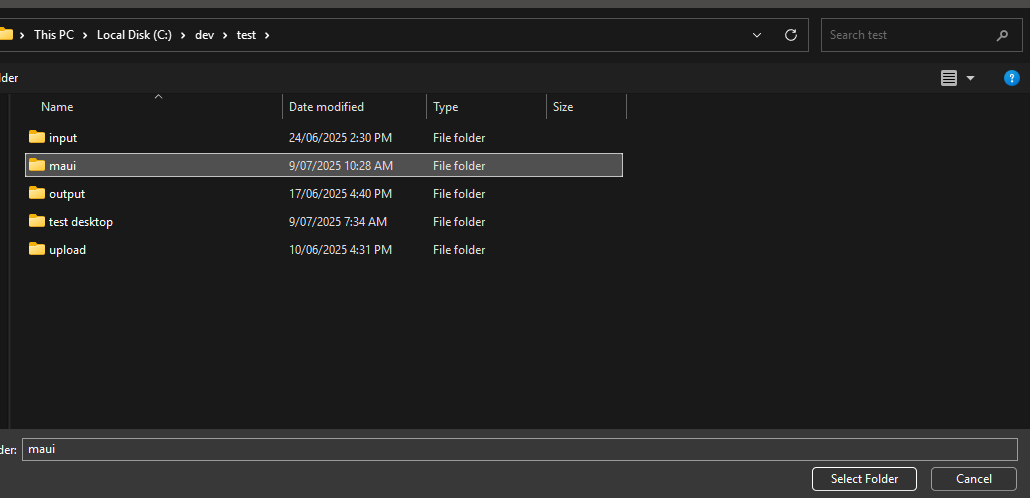 This PC > Local Disk (C:) > dev > test >
Search test
lder
Name Date modified Type Size
input 24/06/2025 2:30 PM File folder
maui 9/07/2025 10:28 AM File folder
output 17/06/2025 4:40 PM File folder
test desktop 9/07/2025 7:34 AM File folder
upload 10/06/2025 4:31 PM File folder
der: maui
Select Folder Cancel